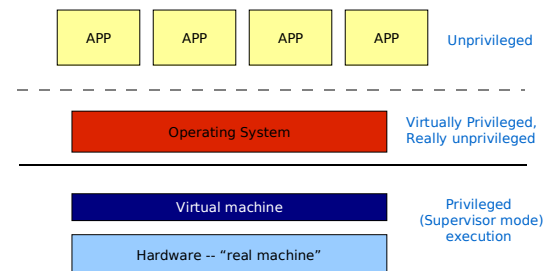 APP APP APP APP
Unprivileged
Operating System
Virtually Privileged,
Really unprivileged
Virtual machine
Privileged
(Supervisor mode)
execution
Hardware -- “real machine”